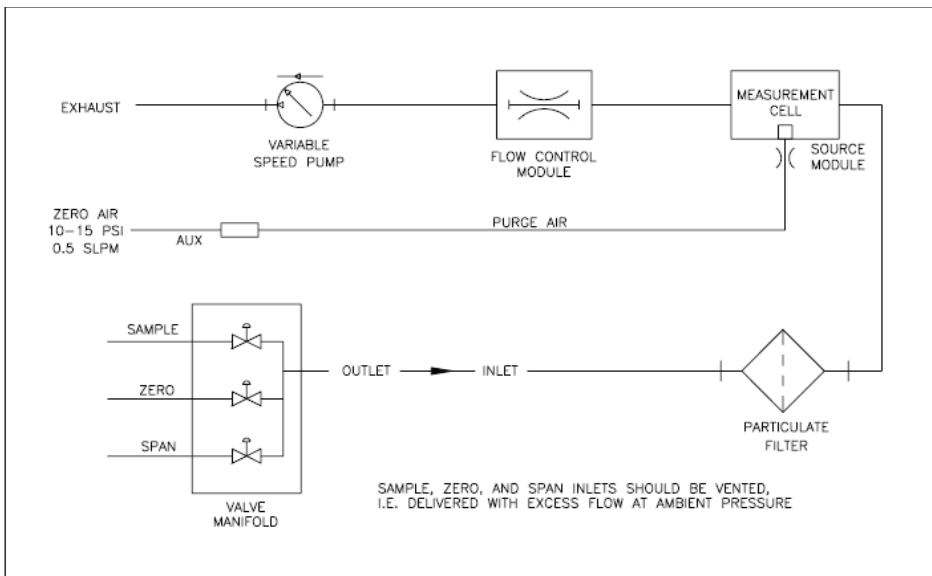 EXHAUST
VARIABLE
SPEED PUMP
FLOW CONTROL
MODULE
MEASUREMENT
CELL
SOURCE
MODULE
ZERO AIR
10–15 PSI
0.5 SLPM
AUX
PURGE AIR
SAMPLE
ZERO
SPAN
OUTLET
INLET
VALVE
MANIFOLD
PARTICULATE
FILTER
SAMPLE, ZERO, AND SPAN INLETS SHOULD BE VENTED,
I.E. DELIVERED WITH EXCESS FLOW AT AMBIENT PRESSURE